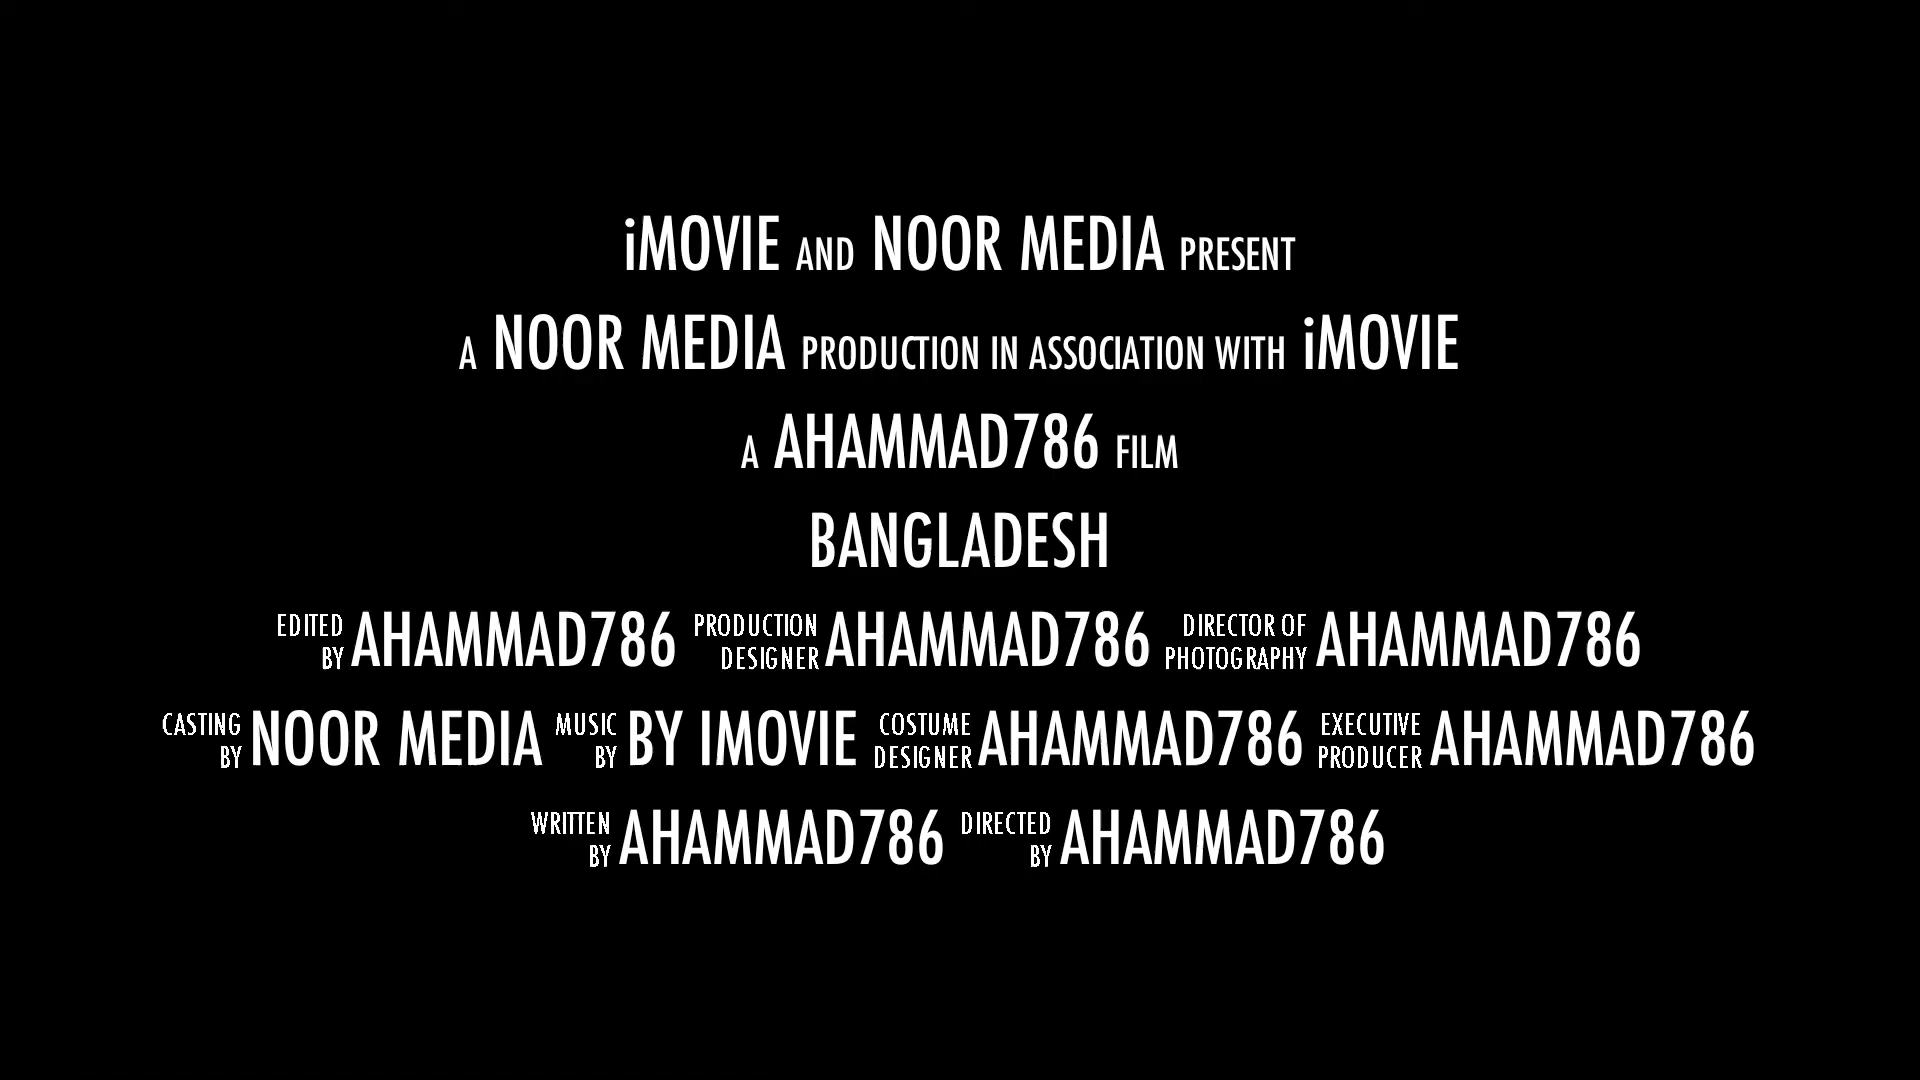 iMOVIE AND NOOR MEDIA PRESENT
A NOOR MEDIA PRODUCTION IN ASSOCIATION WITH iMOVIE
A AHAMMAD786 FILM
BANGLADESH
EDITED BY AHAMMAD786 PRODUCTION DESIGNER AHAMMAD786 DIRECTOR OF PHOTOGRAPHY AHAMMAD786
CASTING BY NOOR MEDIA MUSIC BY BY IMOVIE COSTUME DESIGNER AHAMMAD786 EXECUTIVE PRODUCER AHAMMAD786
WRITTEN BY AHAMMAD786 DIRECTED BY AHAMMAD786